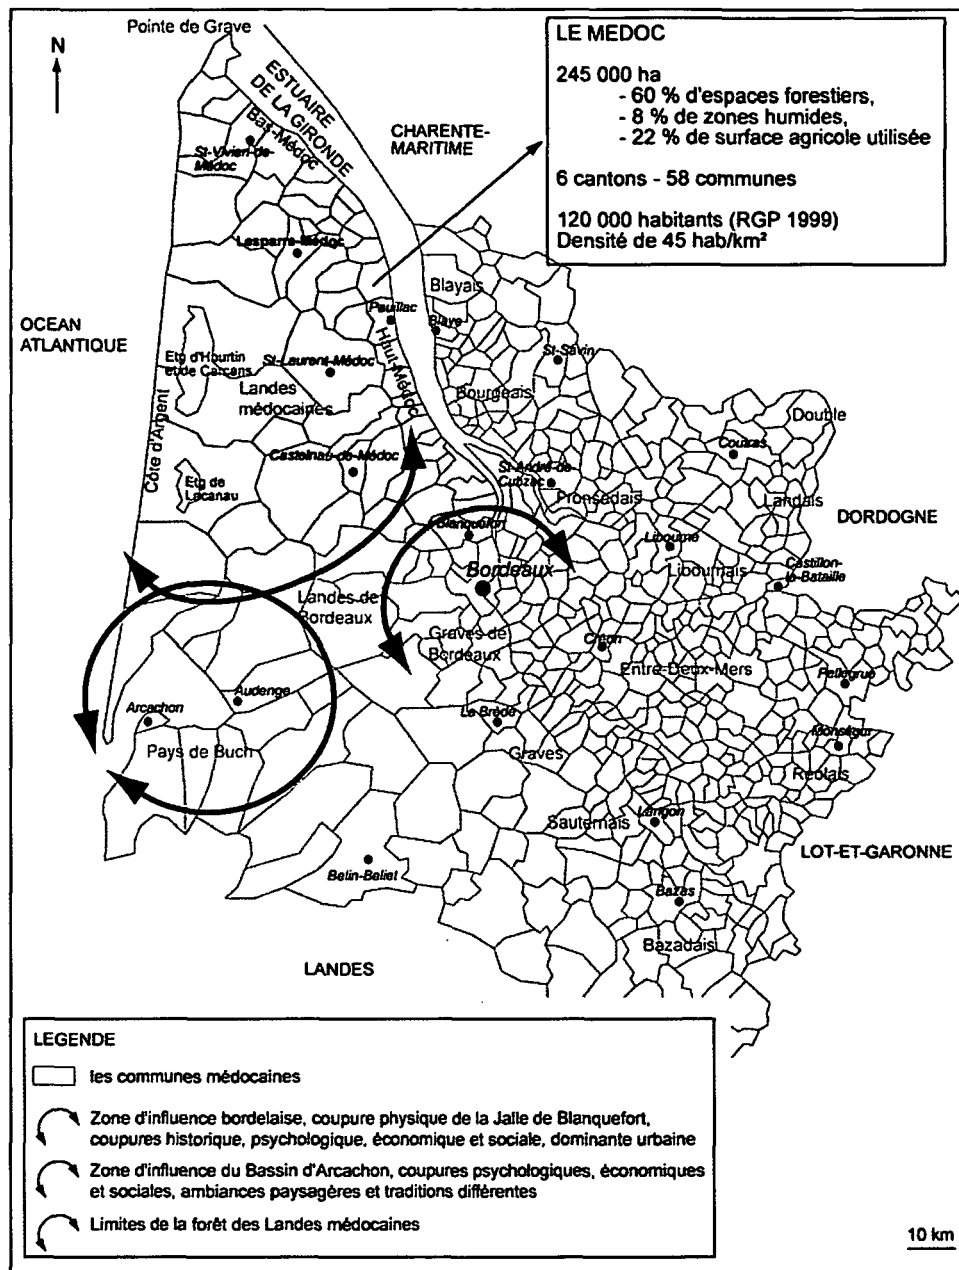 Pointe de Grave
N
ESTUAIRE
DE LA GIRONDE
Bas-Médoc
St-Vivien-de-
Médoc
CHARENTE-
MARITIME
LE MEDOC
245 000 ha
- 60 % d'espaces forestiers,
- 8 % de zones humides,
- 22 % de surface agricole utilisée
6 cantons - 58 communes
120 000 habitants (RGP 1999)
Densité de 45 hab/km²
Lesparre-Médoc
Blayais
Pauillac
Blaye
OCEAN
ATLANTIQUE
Haut-Médoc
St-Savin
Etg d'Hourtin
et de Carcans
St-Laurent-Médoc
Landes
médocaines
Bourgeais
Double
Côte d'Argent
Coutras
Castelnau-de-Médoc
St-André-de-
Cubzac
Etg de
Lacanau
Fronsadais
Landais
DORDOGNE
Blanquefort
Libourne
Bordeaux
Libournais
Castillon-
la-Bataille
Landes de
Bordeaux
Graves de
Bordeaux
Créon
Entre-Deux-Mers
Pellegrue
Audenge
Arcachon
La Brède
Monségur
Pays de Buch
Graves
Réolais
Sauternais
Langon
LOT-ET-GARONNE
Belin-Beliet
Bazas
Bazadais
LANDES
LEGENDE
les communes médocaines
Zone d'influence bordelaise, coupure physique de la Jalle de Blanquefort,
coupures historique, psychologique, économique et sociale, dominante urbaine
Zone d'influence du Bassin d'Arcachon, coupures psychologiques, économiques
et sociales, ambiances paysagères et traditions différentes
Limites de la forêt des Landes médocaines
10 km